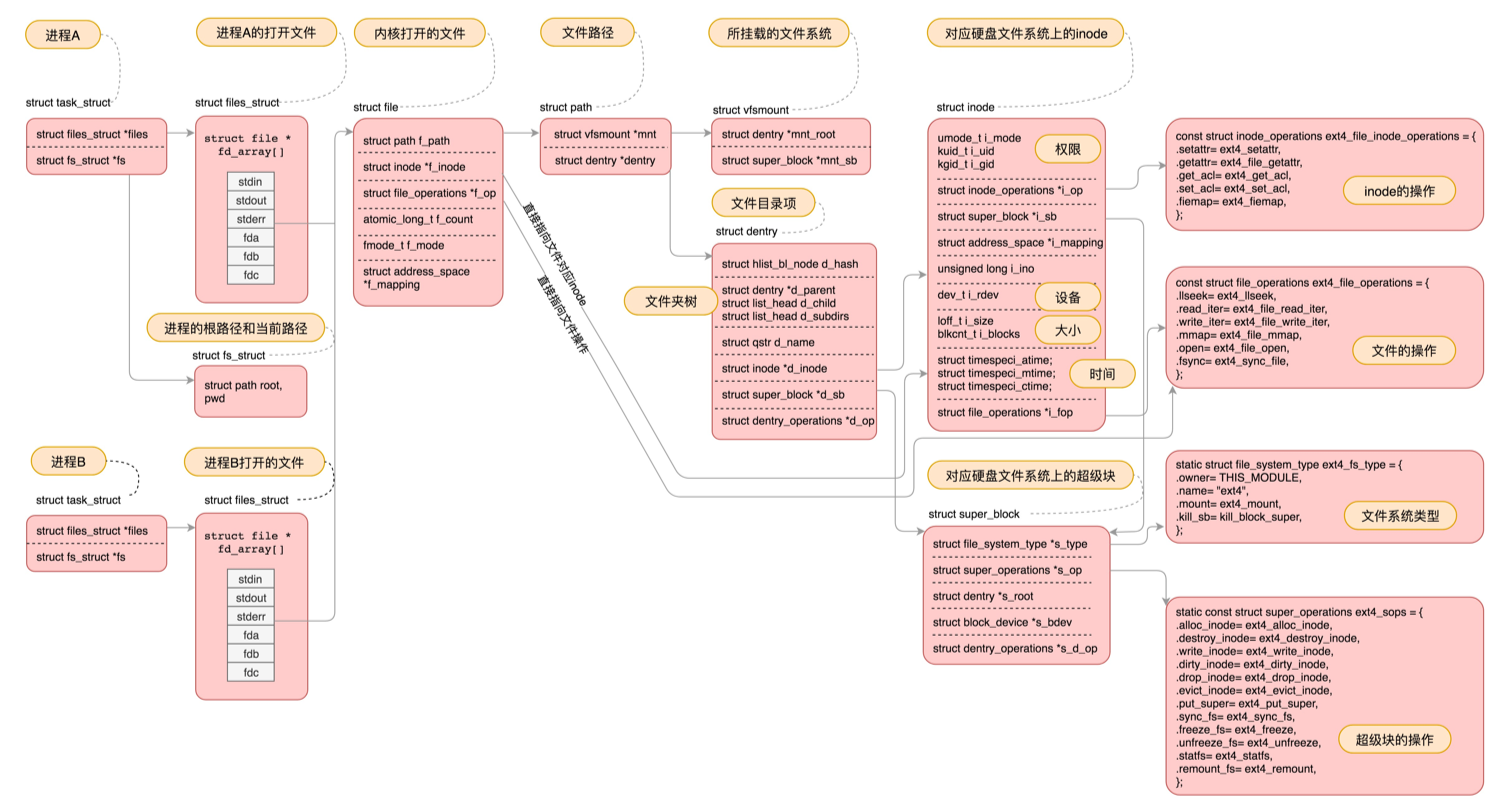 进程A
进程A的打开文件
内核打开的文件
文件路径
所挂载的文件系统
对应硬盘文件系统上的inode
struct task_struct
struct files_struct *files
struct fs_struct *fs
struct files_struct
struct file *
fd_array[]
stdin
stdout
stderr
fda
fdb
fdc
进程的根路径和当前路径
struct fs_struct
struct path root,
pwd
struct file
struct path f_path
struct inode *f_inode
struct file_operations *f_op
atomic_long_t f_count
fmode_t f_mode
struct address_space
*f_mapping
直接指向文件对应inode
直接指向文件操作
struct path
struct vfsmount *mnt
struct dentry *dentry
struct vfsmount
struct dentry *mnt_root
struct super_block *mnt_sb
文件目录项
struct dentry
文件夹树
struct hlist_bl_node d_hash
struct dentry *d_parent
struct list_head d_child
struct list_head d_subdirs
struct qstr d_name
struct inode *d_inode
struct super_block *d_sb
struct dentry_operations *d_op
struct inode
umode_t i_mode
kuid_t i_uid
kgid_t i_gid
权限
struct inode_operations *i_op
struct super_block *i_sb
struct address_space *i_mapping
unsigned long i_ino
dev_t i_rdev
设备
loff_t i_size
blkcnt_t i_blocks
大小
struct timespeci_atime;
struct timespeci_mtime;
struct timespeci_ctime;
时间
struct file_operations *i_fop
const struct inode_operations ext4_file_inode_operations = {
.setattr= ext4_setattr,
.getattr= ext4_file_getattr,
.get_acl= ext4_get_acl,
.set_acl= ext4_set_acl,
.fiemap= ext4_fiemap,
};
inode的操作
const struct file_operations ext4_file_operations = {
.llseek= ext4_llseek,
.read_iter= ext4_file_read_iter,
.write_iter= ext4_file_write_iter,
.mmap= ext4_file_mmap,
.open= ext4_file_open,
.fsync= ext4_sync_file,
};
文件的操作
进程B
进程B打开的文件
struct task_struct
struct files_struct *files
struct fs_struct *fs
struct files_struct
struct file *
fd_array[]
stdin
stdout
stderr
fda
fdb
fdc
对应硬盘文件系统上的超级块
struct super_block
struct file_system_type *s_type
struct super_operations *s_op
struct dentry *s_root
struct block_device *s_bdev
struct dentry_operations *s_d_op
static struct file_system_type ext4_fs_type = {
.owner= THIS_MODULE,
.name= "ext4",
.mount= ext4_mount,
.kill_sb= kill_block_super,
};
文件系统类型
static const struct super_operations ext4_sops = {
.alloc_inode= ext4_alloc_inode,
.destroy_inode= ext4_destroy_inode,
.write_inode= ext4_write_inode,
.dirty_inode= ext4_dirty_inode,
.drop_inode= ext4_drop_inode,
.evict_inode= ext4_evict_inode,
.put_super= ext4_put_super,
.sync_fs= ext4_sync_fs,
.freeze_fs= ext4_freeze,
.unfreeze_fs= ext4_unfreeze,
.statfs= ext4_statfs,
.remount_fs= ext4_remount,
};
超级块的操作